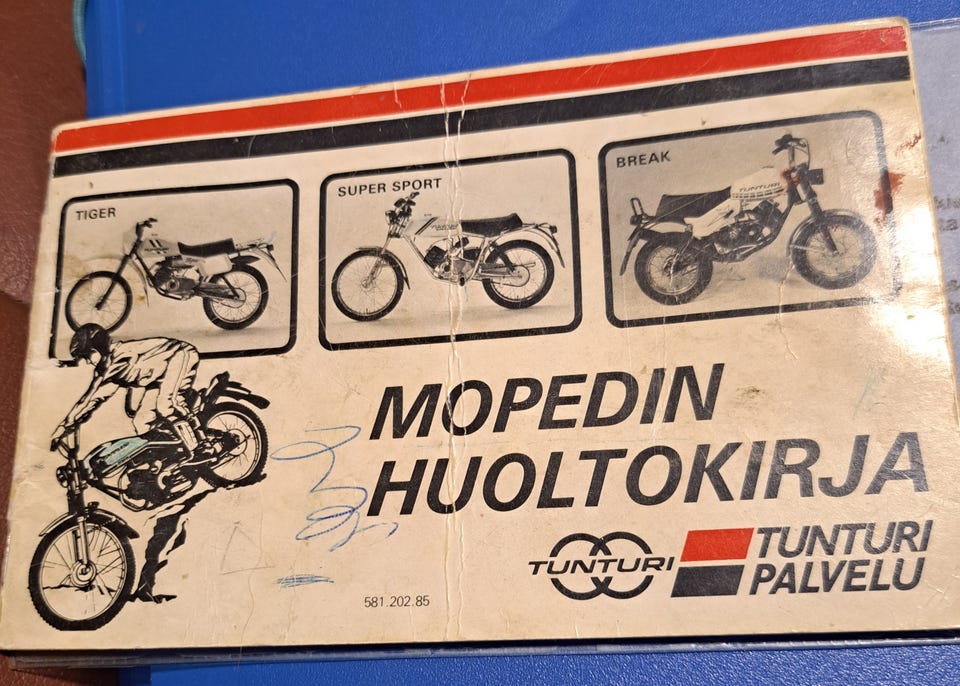 TIGER
SUPER SPORT
BREAK
TUNTURI
MOPEDIN
HUOLTOKIRJA
TUNTURI
TUNTURI
PALVELU
581.202.85